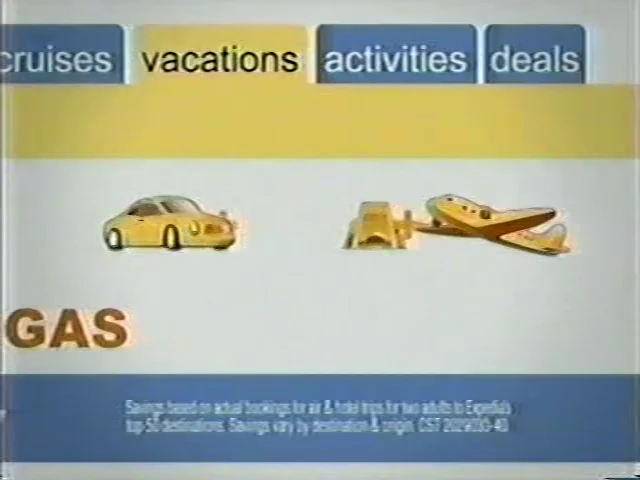 cruises vacations activities deals
GAS
Savings based on actual bookings for air & hotel trips for two adults to Expedia's
top 50 destinations. Savings vary by destination & origin. CST 2029030-40